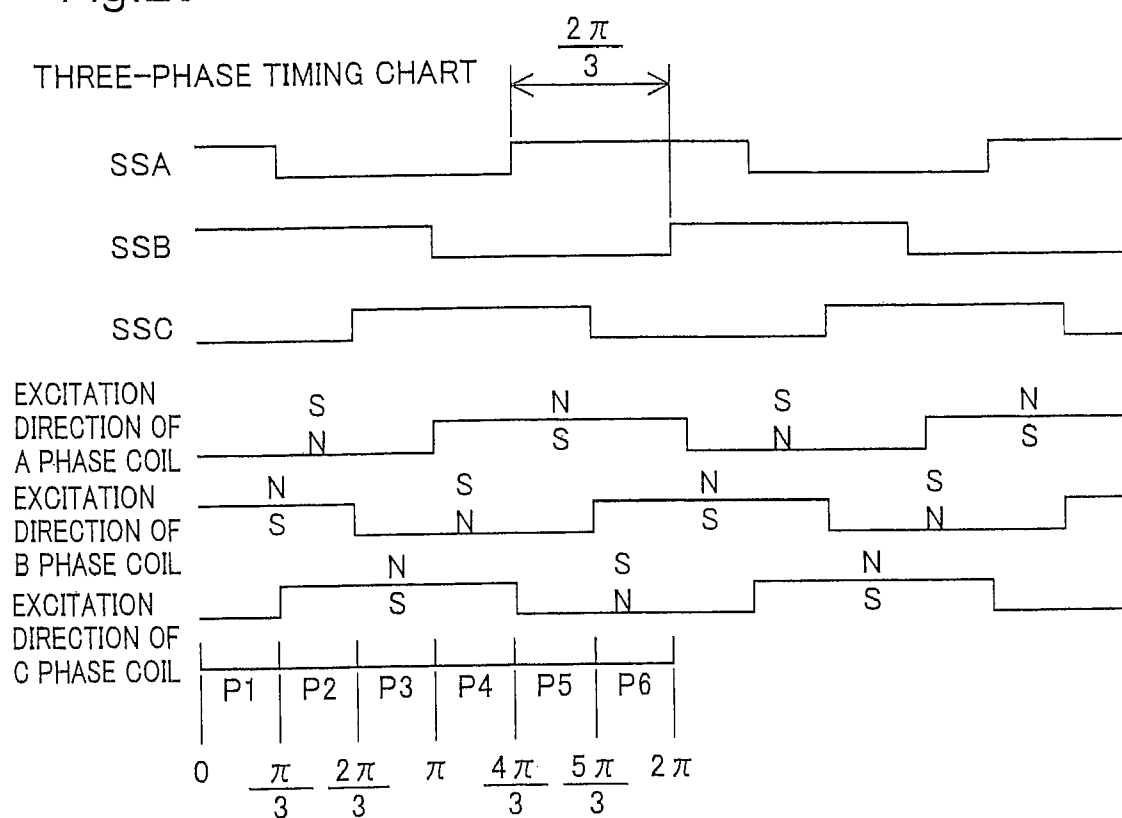 2π
3
THREE-PHASE TIMING CHART
SSA
SSB
SSC
EXCITATION
DIRECTION OF
A PHASE COIL
S
N
N
S
S
N
N
S
EXCITATION
DIRECTION OF
B PHASE COIL
N
S
S
N
N
S
S
N
EXCITATION
DIRECTION OF
C PHASE COIL
N
S
S
N
N
S
P1 P2 P3 P4 P5 P6
0 π/3 2π/3 π 4π/3 5π/3 2π